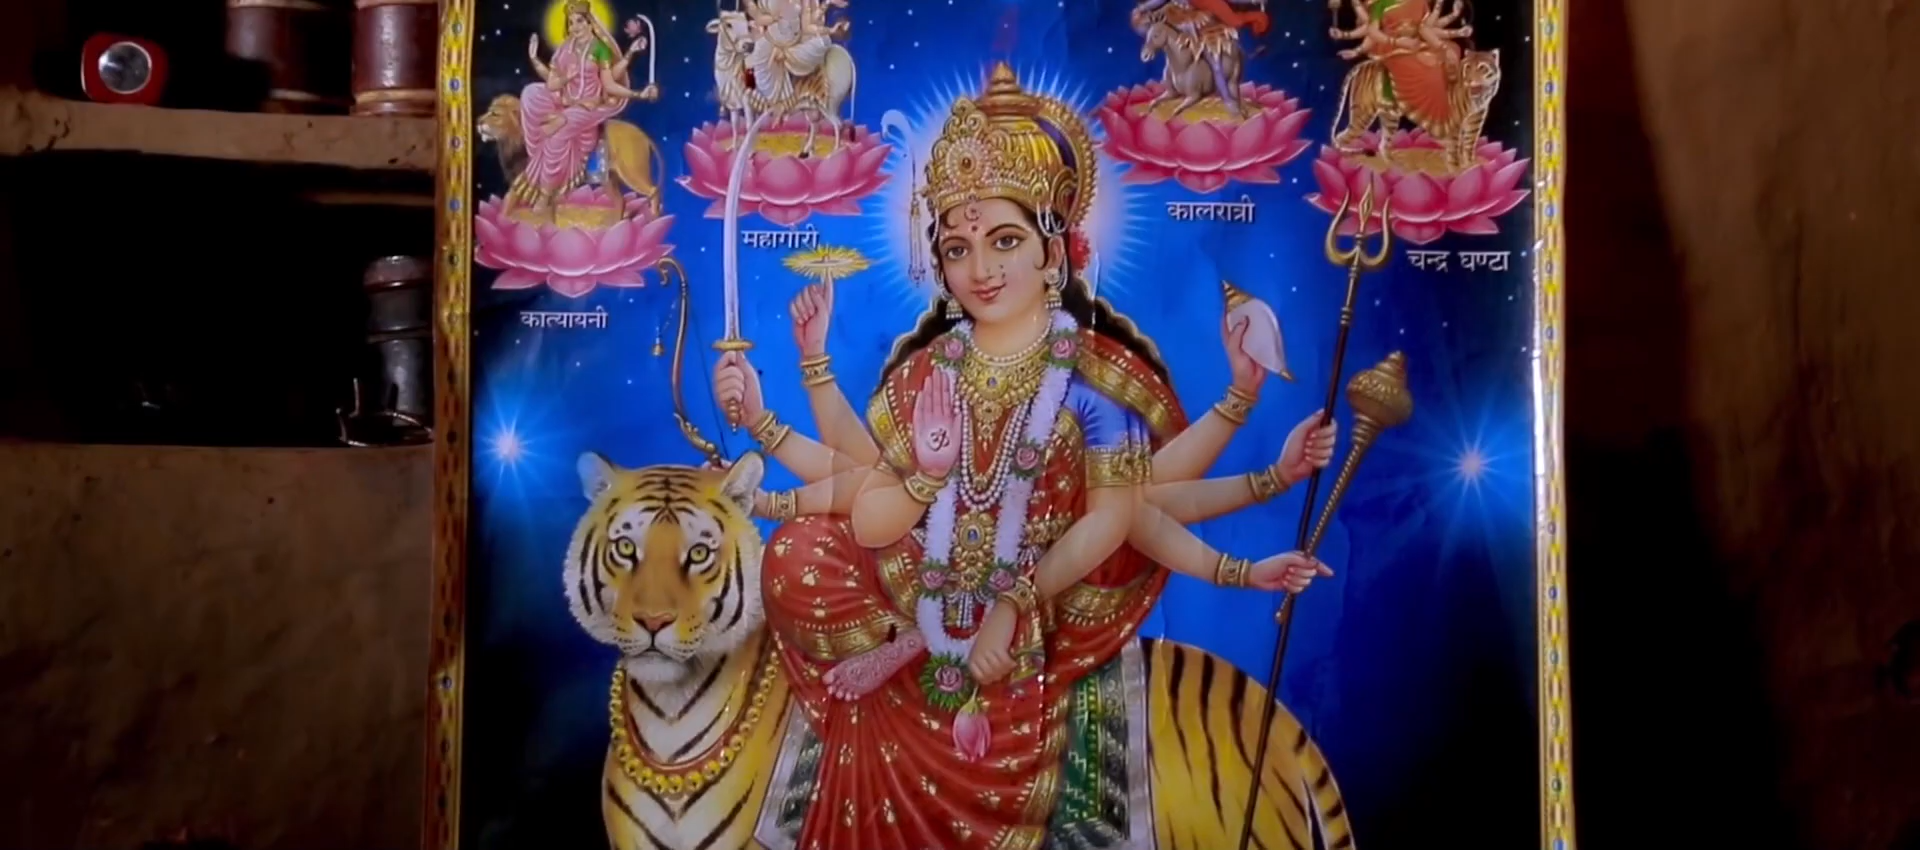 महागौरी
कालरात्री
चन्द्र घण्टा
कात्यायनी
ॐ